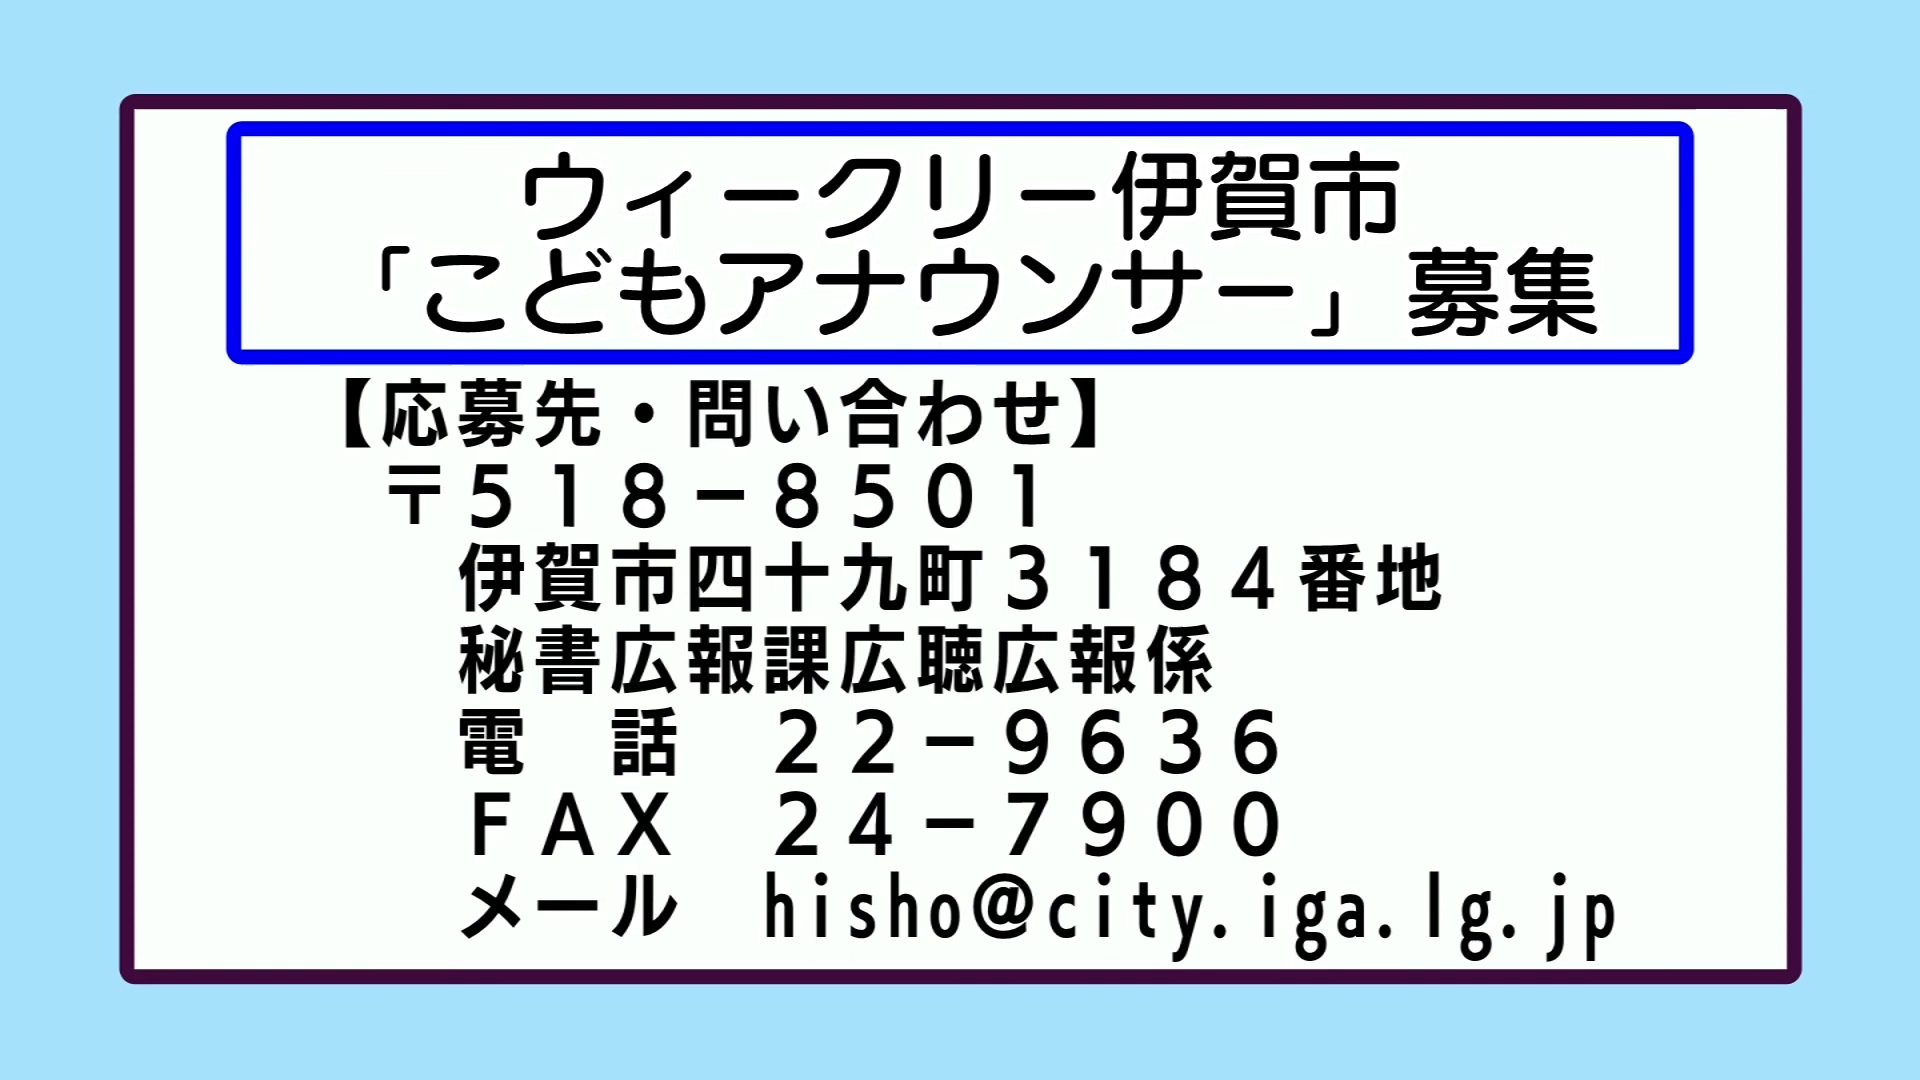 ウィークリー伊賀市
「こどもアナウンサー」募集
【応募先・問い合わせ】
〒５１８－８５０１
伊賀市四十九町３１８４番地
秘書広報課広聴広報係
電　話　２２－９６３６
ＦＡＸ　２４－７９００
メール　hisho@city.iga.lg.jp